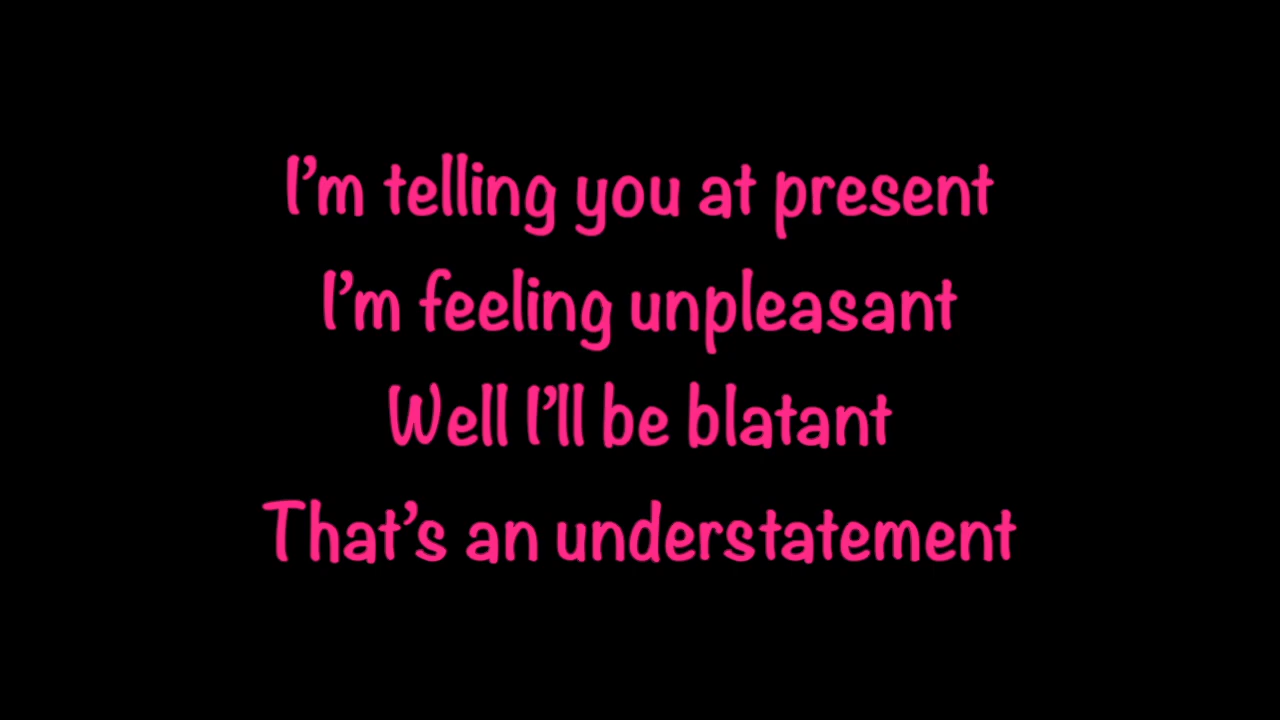 I’m telling you at present
I’m feeling unpleasant
Well I’ll be blatant
That’s an understatement